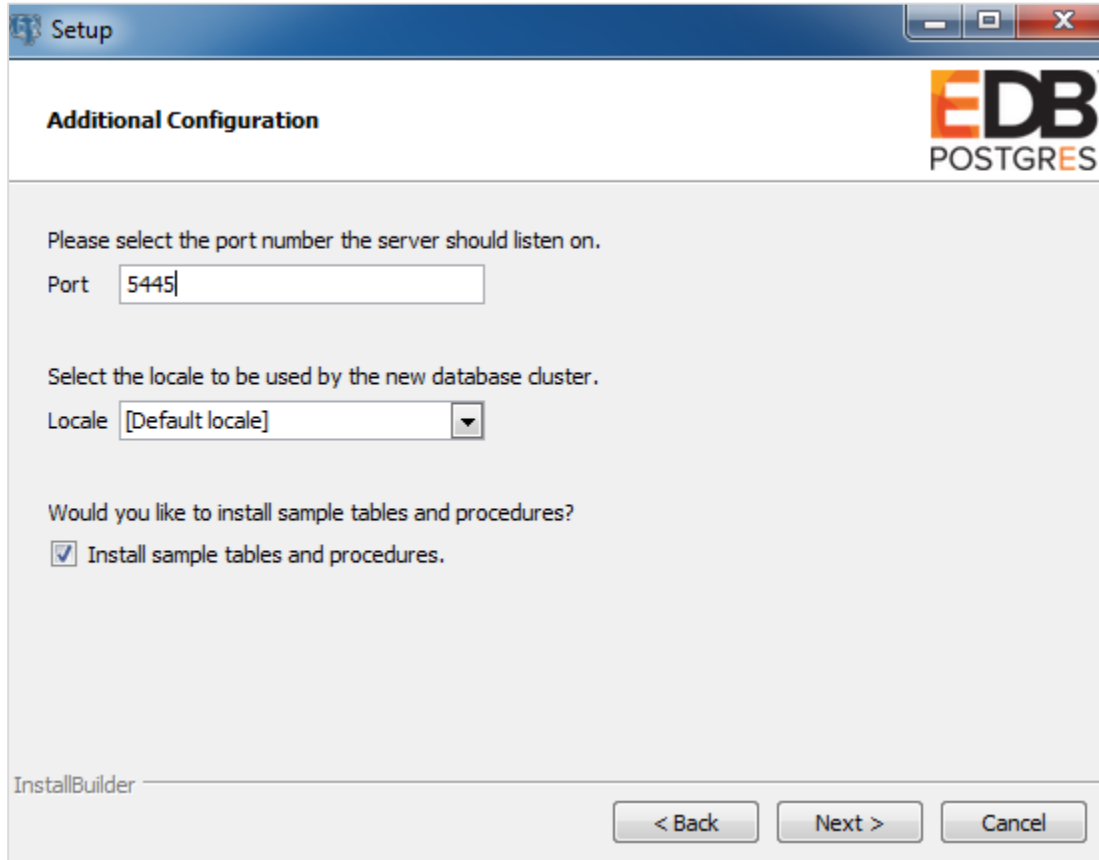 Setup
Additional Configuration
EDB
POSTGRES
Please select the port number the server should listen on.
Port 5445
Select the locale to be used by the new database cluster.
Locale [Default locale]
Would you like to install sample tables and procedures?
Install sample tables and procedures.
InstallBuilder
< Back Next > Cancel